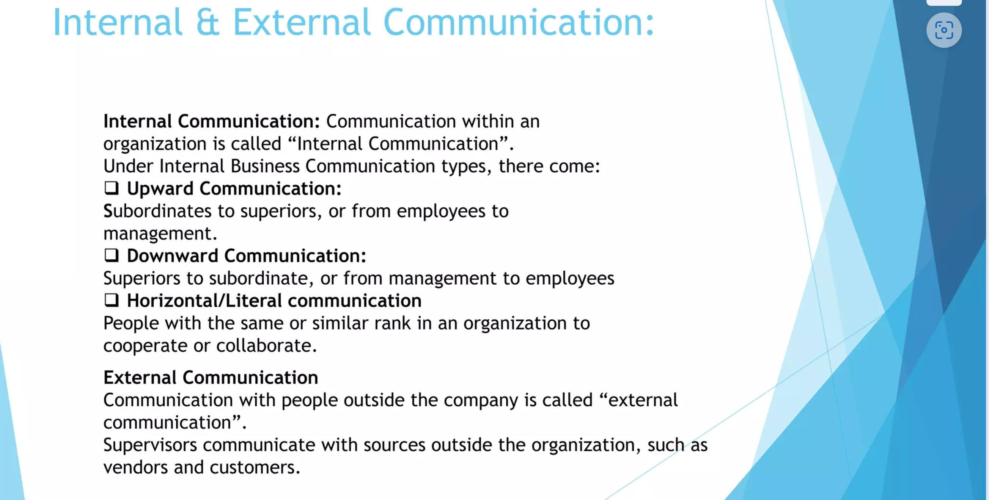 Internal & External Communication:
Internal Communication: Communication within an
organization is called “Internal Communication”.
Under Internal Business Communication types, there come:
❑ Upward Communication:
Subordinates to superiors, or from employees to
management.
❑ Downward Communication:
Superiors to subordinate, or from management to employees
❑ Horizontal/Literal communication
People with the same or similar rank in an organization to
cooperate or collaborate.
External Communication
Communication with people outside the company is called “external
communication”.
Supervisors communicate with sources outside the organization, such as
vendors and customers.